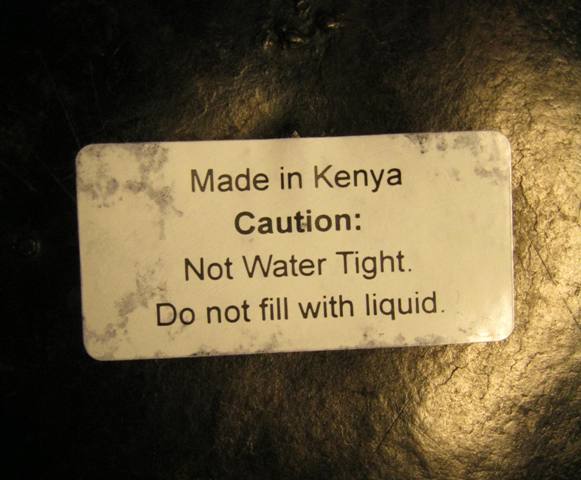 Made in Kenya
Caution:
Not Water Tight.
Do not fill with liquid.